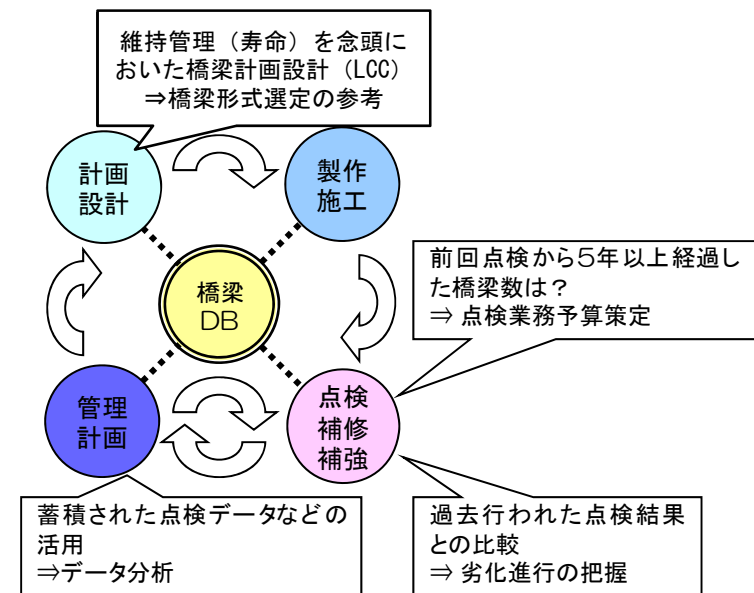 維持管理（寿命）を念頭に
おいた橋梁計画設計（LCC）
⇒橋梁形式選定の参考
計画
設計
製作
施工
前回点検から5年以上経過し
た橋梁数は？
⇒ 点検業務予算策定
橋梁
DB
管理
計画
点検
補修
補強
蓄積された点検データなどの
活用
⇒データ分析
過去行われた点検結果
との比較
⇒ 劣化進行の把握